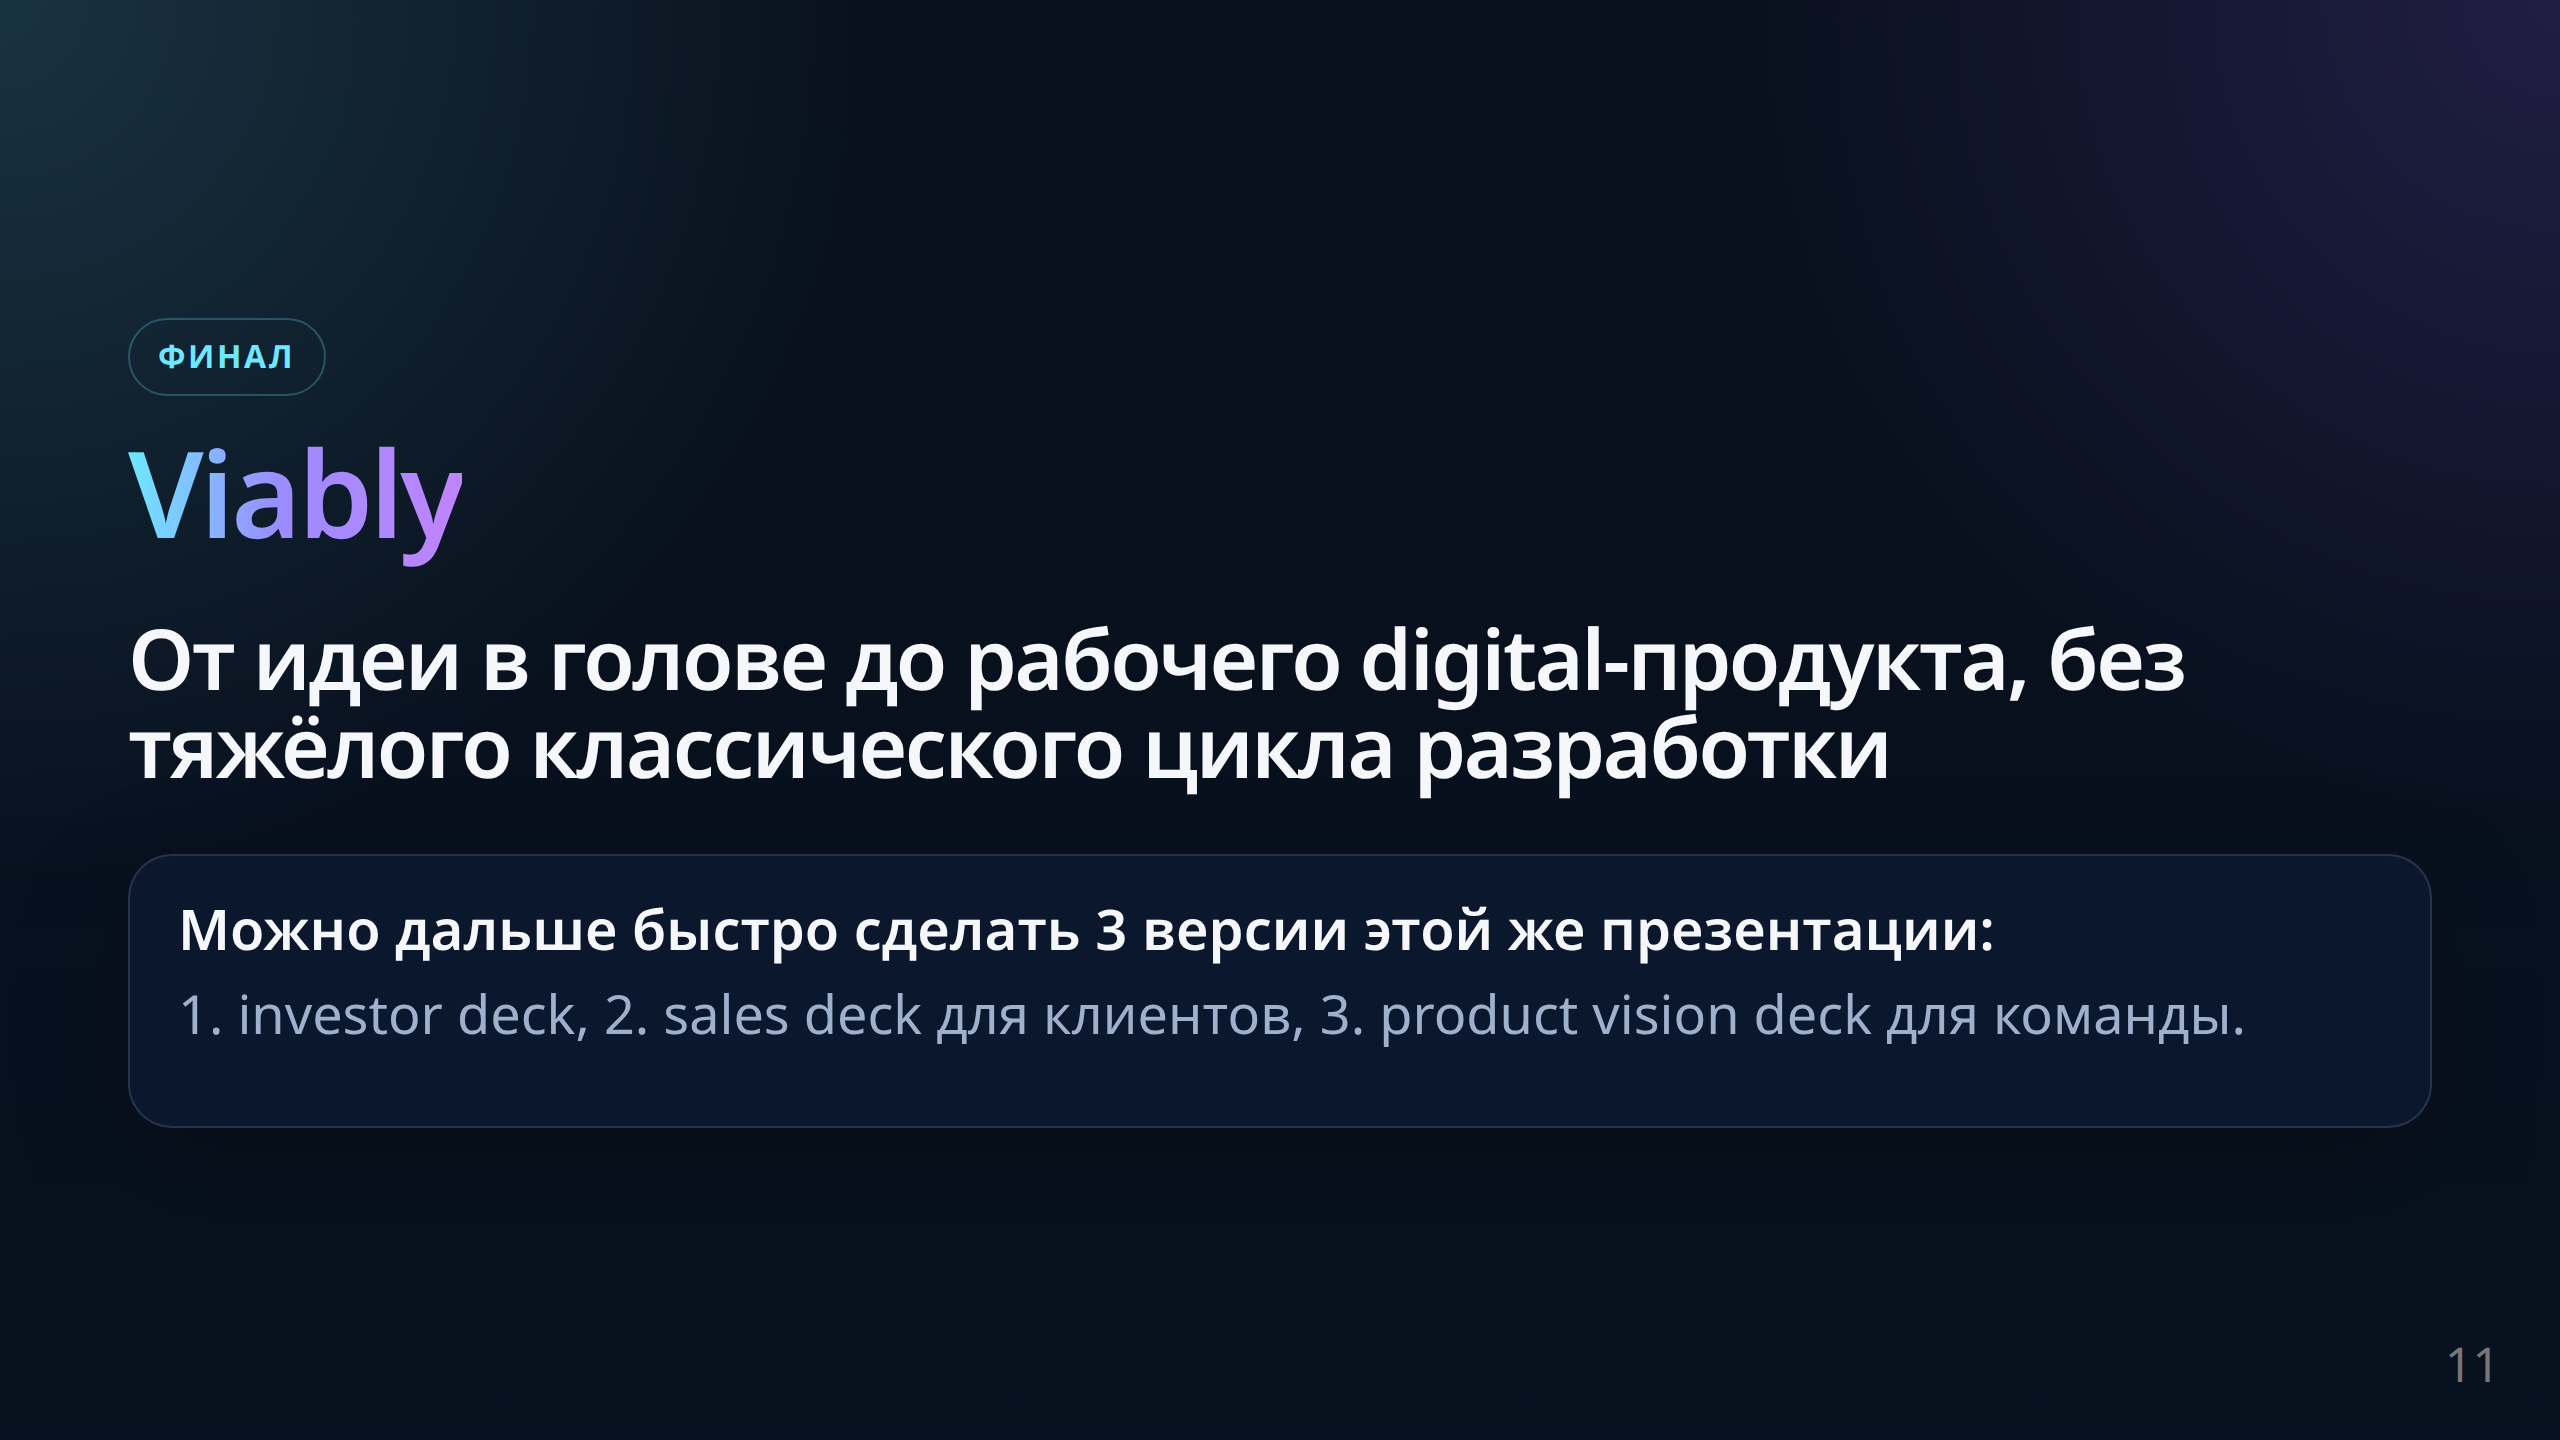 ФИНАЛ
Viably
От идеи в голове до рабочего digital-продукта, без
тяжёлого классического цикла разработки
Можно дальше быстро сделать 3 версии этой же презентации:
1. investor deck, 2. sales deck для клиентов, 3. product vision deck для команды.
11